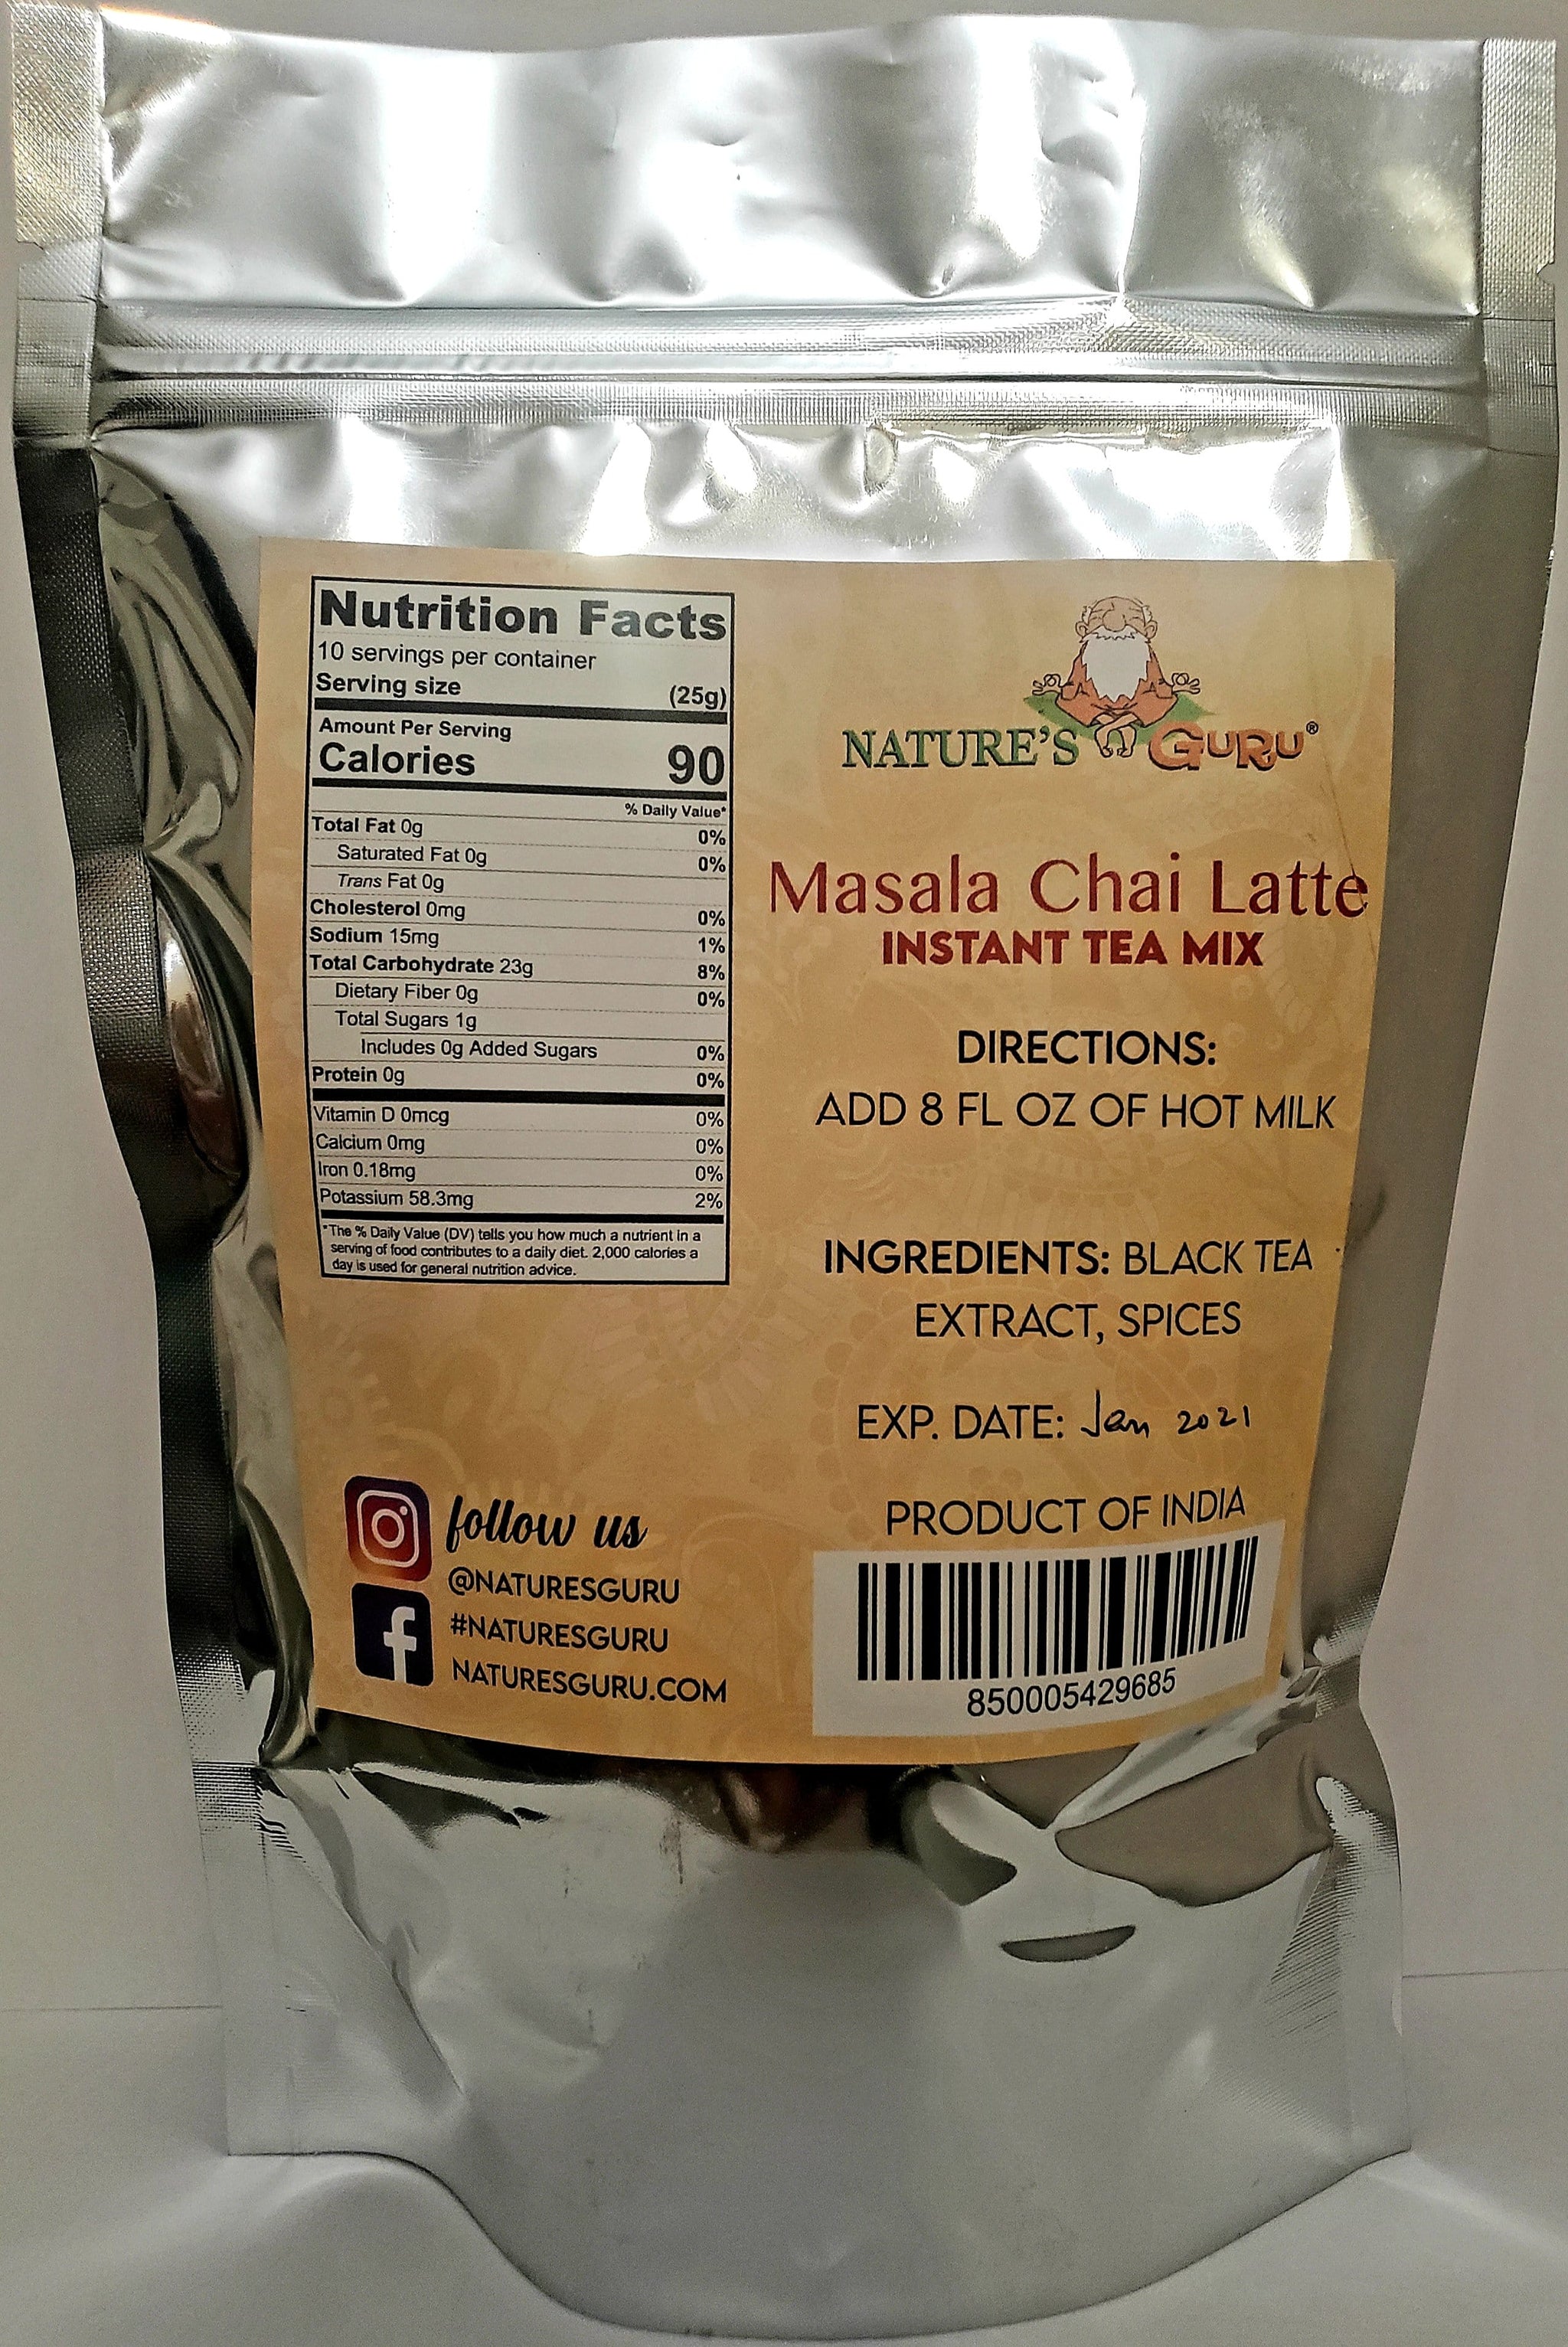 Nutrition Facts
10 servings per container
Serving size (25g)
Amount Per Serving
Calories 90
% Daily Value*
Total Fat 0g 0%
Saturated Fat 0g 0%
Trans Fat 0g
Cholesterol 0mg 0%
Sodium 15mg 1%
Total Carbohydrate 23g 8%
Dietary Fiber 0g 0%
Total Sugars 1g
Includes 0g Added Sugars 0%
Protein 0g 0%
Vitamin D 0mcg 0%
Calcium 0mg 0%
Iron 0.18mg 0%
Potassium 58.3mg 2%
*The % Daily Value (DV) tells you how much a nutrient in a
serving of food contributes to a daily diet. 2,000 calories a
day is used for general nutrition advice.
follow us
@NATURESGURU
#NATURESGURU
NATURESGURU.COM
NATURE'S GURU®
Masala Chai Latte
INSTANT TEA MIX
DIRECTIONS:
ADD 8 FL OZ OF HOT MILK
INGREDIENTS: BLACK TEA
EXTRACT, SPICES
EXP. DATE: Jan 2021
PRODUCT OF INDIA
850005429685